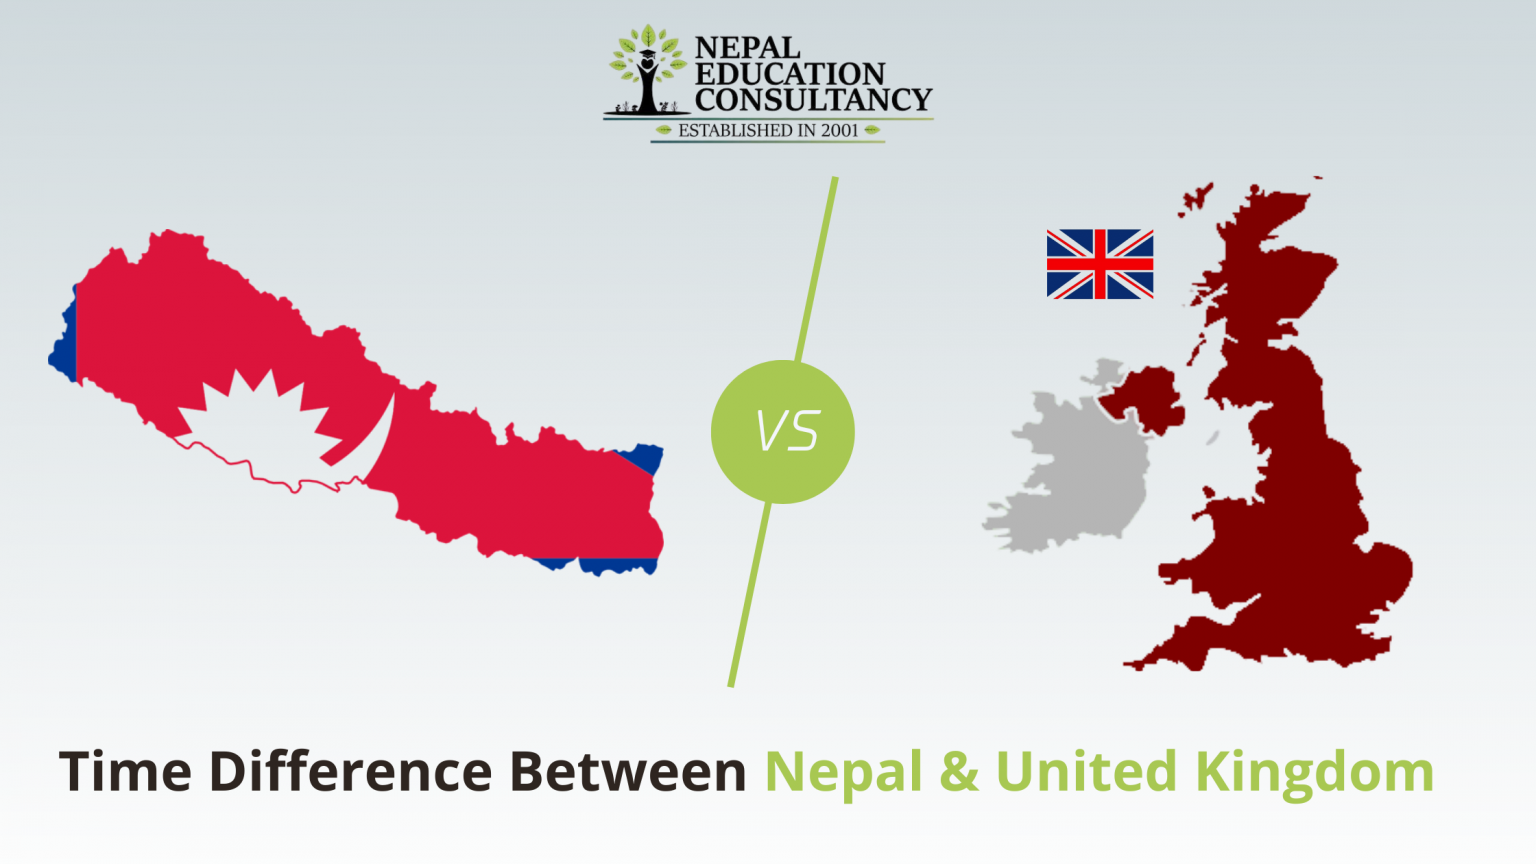 NEPAL
EDUCATION
CONSULTANCY
ESTABLISHED IN 2001
VS
Time Difference Between Nepal & United Kingdom